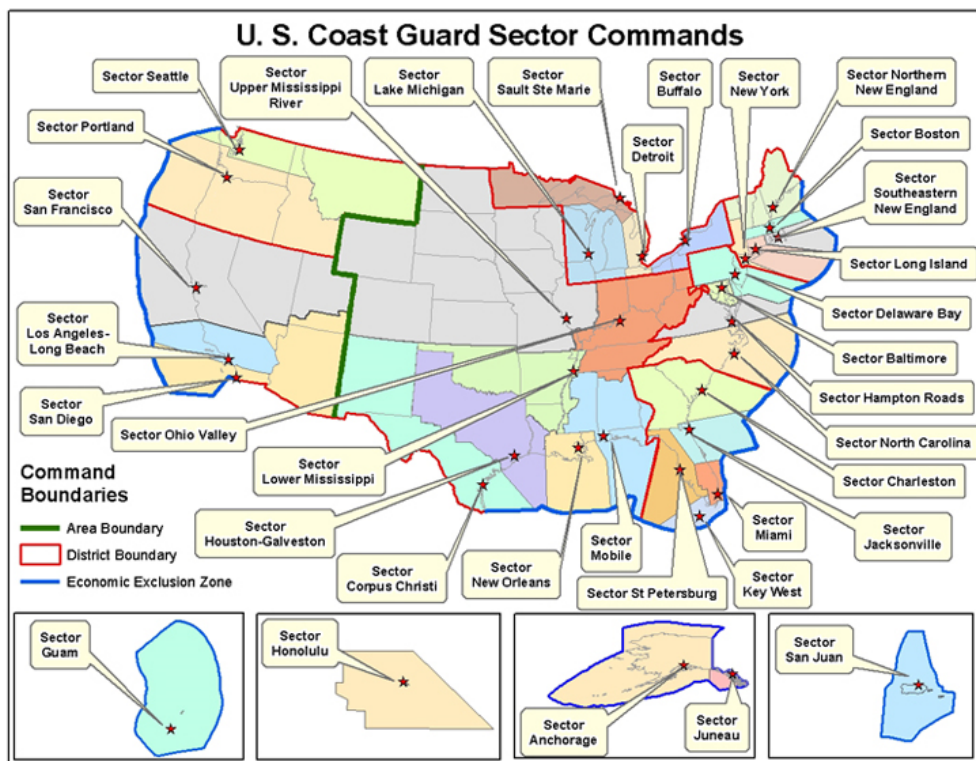 U. S. Coast Guard Sector Commands
Sector Seattle
Sector
Upper Mississippi
River
Sector
Lake Michigan
Sector
Sault Ste Marie
Sector
Buffalo
Sector
New York
Sector Northern
New England
Sector Portland
Sector
Detroit
Sector Boston
Sector
San Francisco
Sector
Southeastern
New England
Sector Long Island
Sector
Los Angeles-
Long Beach
Sector Delaware Bay
Sector Baltimore
Sector
San Diego
Sector Hampton Roads
Sector Ohio Valley
Sector North Carolina
Sector
Lower Mississippi
Sector Charleston
Command
Boundaries
Area Boundary
District Boundary
Economic Exclusion Zone
Sector
Houston-Galveston
Sector
Corpus Christi
Sector
New Orleans
Sector
Mobile
Sector St Petersburg
Sector
Miami
Sector
Key West
Sector
Jacksonville
Sector
Guam
Sector
Honolulu
Sector
Anchorage
Sector
Juneau
Sector
San Juan